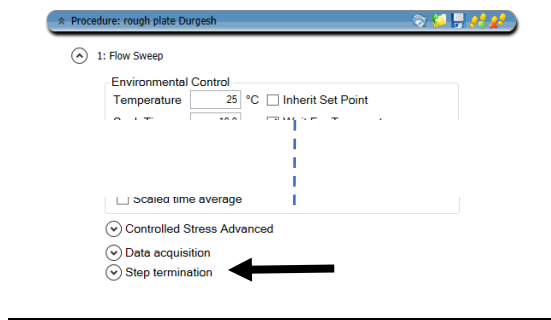 Procedure: rough plate Durgesh
1: Flow Sweep
Environmental Control
Temperature 25 °C Inherit Set Point
Scaled time average
Controlled Stress Advanced
Data acquisition
Step termination